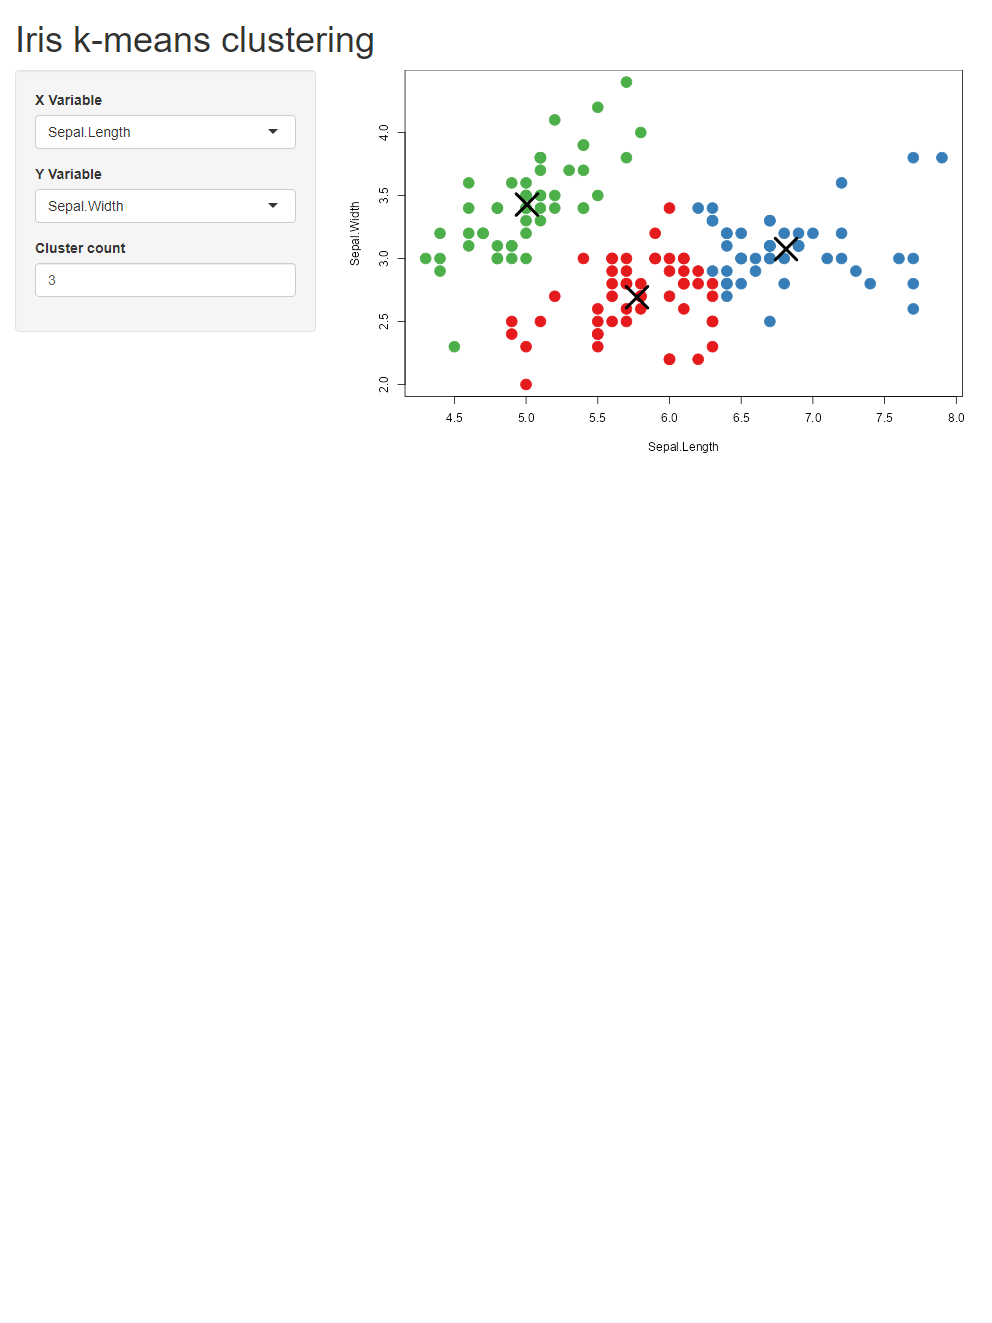 Iris k-means clustering
X Variable
Sepal.Length
Y Variable
Sepal.Width
Cluster count
3
Sepal.Width
4.0
3.5
3.0
2.5
2.0
4.5 5.0 5.5 6.0 6.5 7.0 7.5 8.0
Sepal.Length